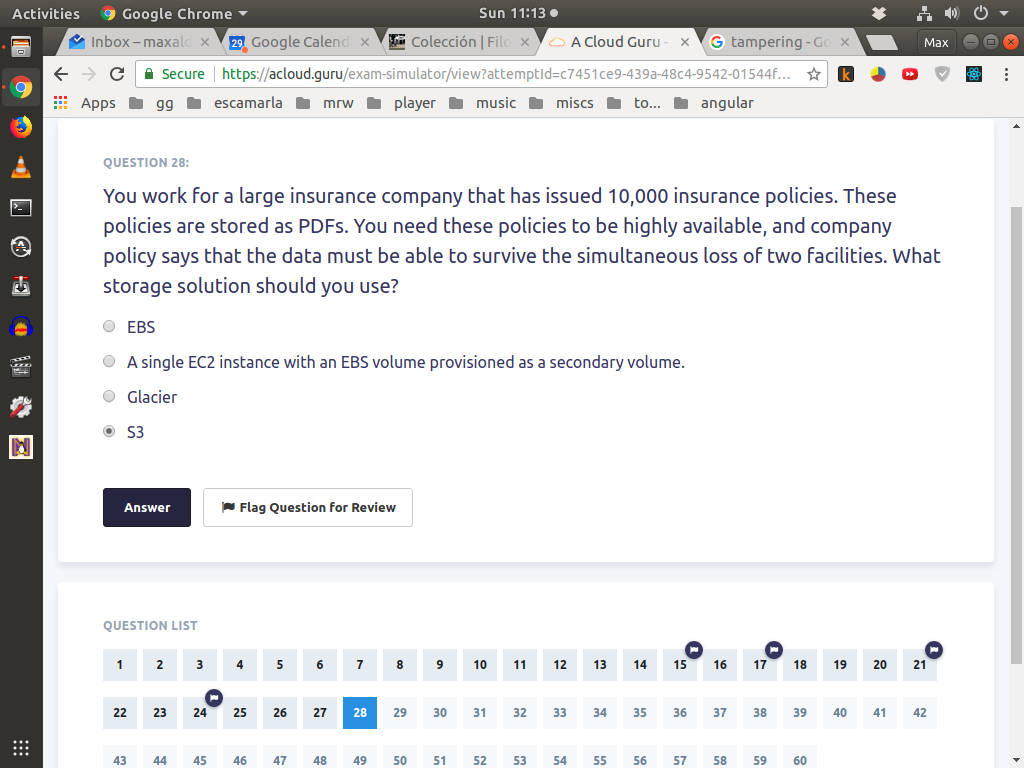 Activities Google Chrome Sun 11:13
Inbox – maxald Google Calend Colección | Filo A Cloud Guru - tampering - Go Max
Secure https://acloud.guru/exam-simulator/view?attemptId=c7451ce9-439a-48c4-9542-01544f...
Apps gg escamarla mrw player music miscs to... angular
QUESTION 28:
You work for a large insurance company that has issued 10,000 insurance policies. These
policies are stored as PDFs. You need these policies to be highly available, and company
policy says that the data must be able to survive the simultaneous loss of two facilities. What
storage solution should you use?
EBS
A single EC2 instance with an EBS volume provisioned as a secondary volume.
Glacier
S3
Answer Flag Question for Review
QUESTION LIST
1 2 3 4 5 6 7 8 9 10 11 12 13 14 15 16 17 18 19 20 21
22 23 24 25 26 27 28 29 30 31 32 33 34 35 36 37 38 39 40 41 42
43 44 45 46 47 48 49 50 51 52 53 54 55 56 57 58 59 60